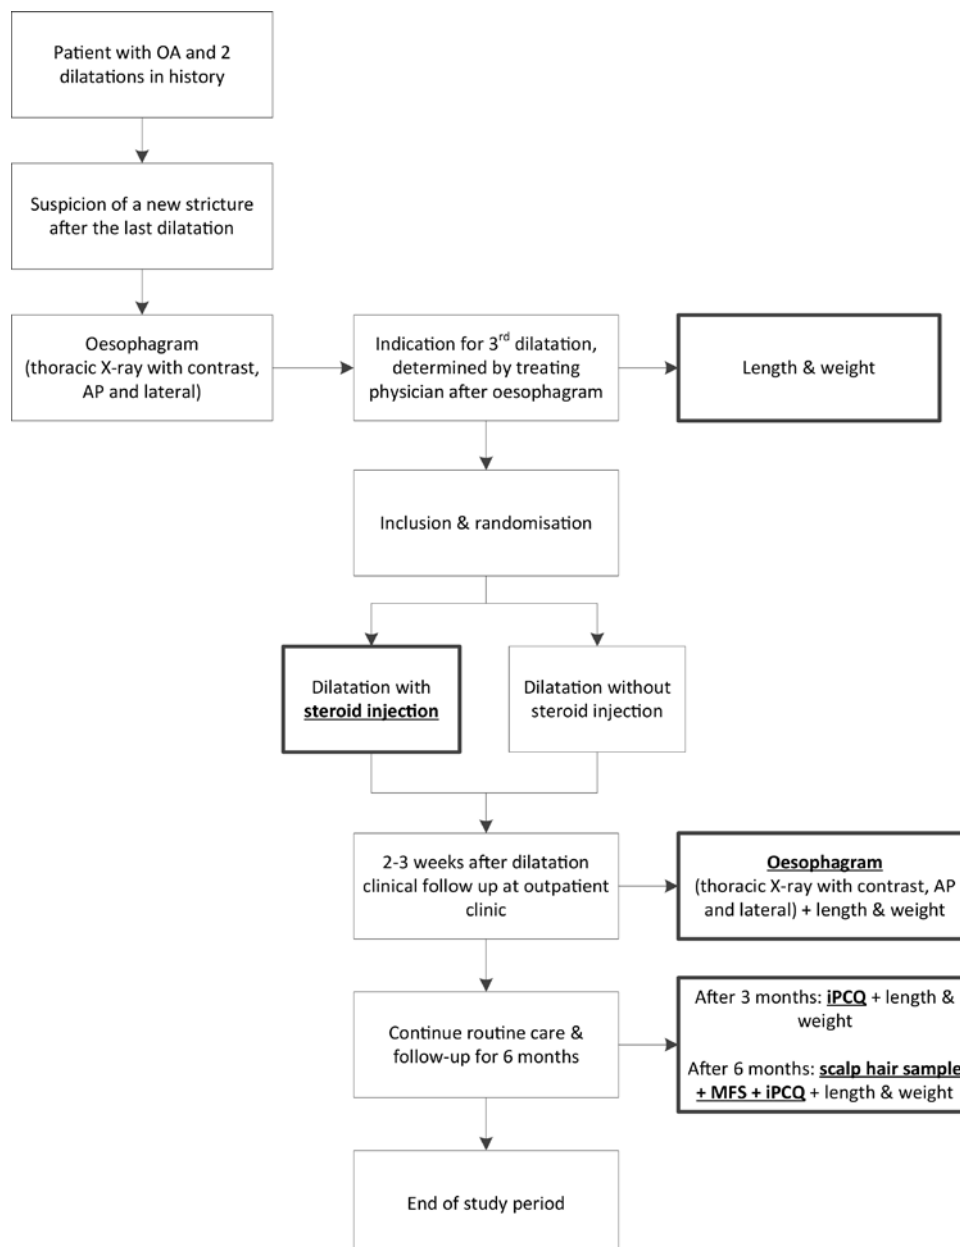 Patient with OA and 2
dilatations in history
Suspicion of a new stricture
after the last dilatation
Oesophagram
(thoracic X-ray with contrast,
AP and lateral)
Indication for 3rd dilatation,
determined by treating
physician after oesophagram
Length & weight
Inclusion & randomisation
Dilatation with
steroid injection
Dilatation without
steroid injection
2-3 weeks after dilatation
clinical follow up at outpatient
clinic
Oesophagram
(thoracic X-ray with contrast, AP
and lateral) + length & weight
Continue routine care &
follow-up for 6 months
After 3 months: iPCQ + length &
weight
After 6 months: scalp hair sample
+ MFS + iPCQ + length & weight
End of study period